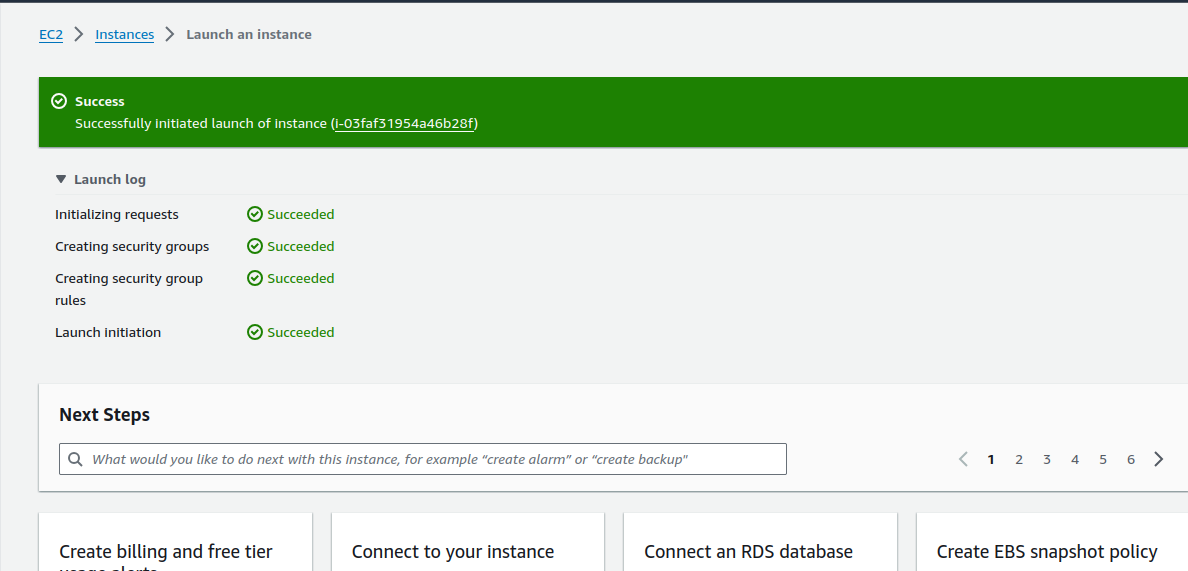 EC2 Instances Launch an instance
Success
Successfully initiated launch of instance (i-03faf31954a46b28f)
Launch log
Initializing requests Succeeded
Creating security groups Succeeded
Creating security group Succeeded
rules
Launch initiation Succeeded
Next Steps
What would you like to do next with this instance, for example “create alarm” or “create backup” 1 2 3 4 5 6
Create billing and free tier Connect to your instance Connect an RDS database Create EBS snapshot policy
usage alerts